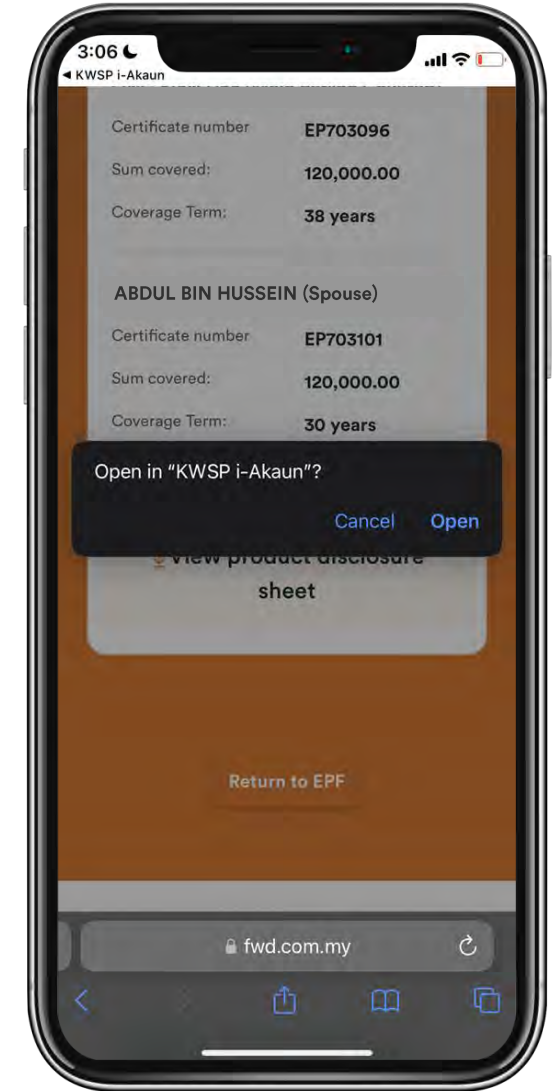 3:06
◀ KWSP i-Akaun
Certificate number EP703096
Sum covered: 120,000.00
Coverage Term: 38 years
ABDUL BIN HUSSEIN (Spouse)
Certificate number EP703101
Sum covered: 120,000.00
Coverage Term: 30 years
Open in “KWSP i-Akaun”?
Cancel Open
View product disclosure
sheet
Return to EPF
fwd.com.my